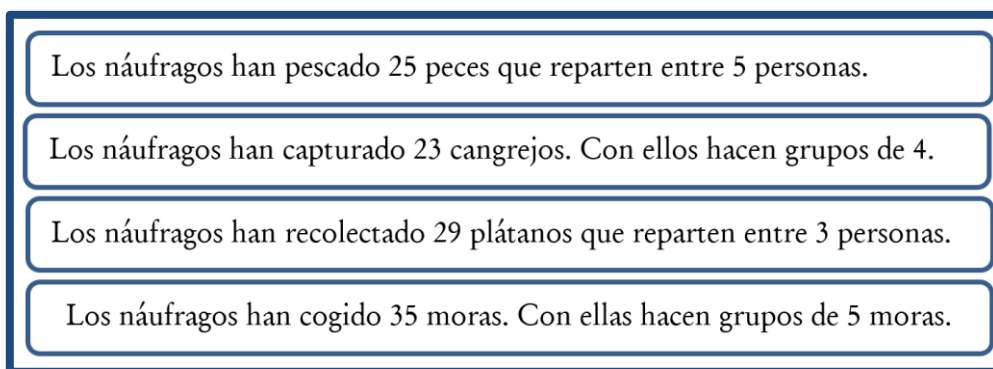 Los náufragos han pescado 25 peces que reparten entre 5 personas.
Los náufragos han capturado 23 cangrejos. Con ellos hacen grupos de 4.
Los náufragos han recolectado 29 plátanos que reparten entre 3 personas.
Los náufragos han cogido 35 moras. Con ellas hacen grupos de 5 moras.